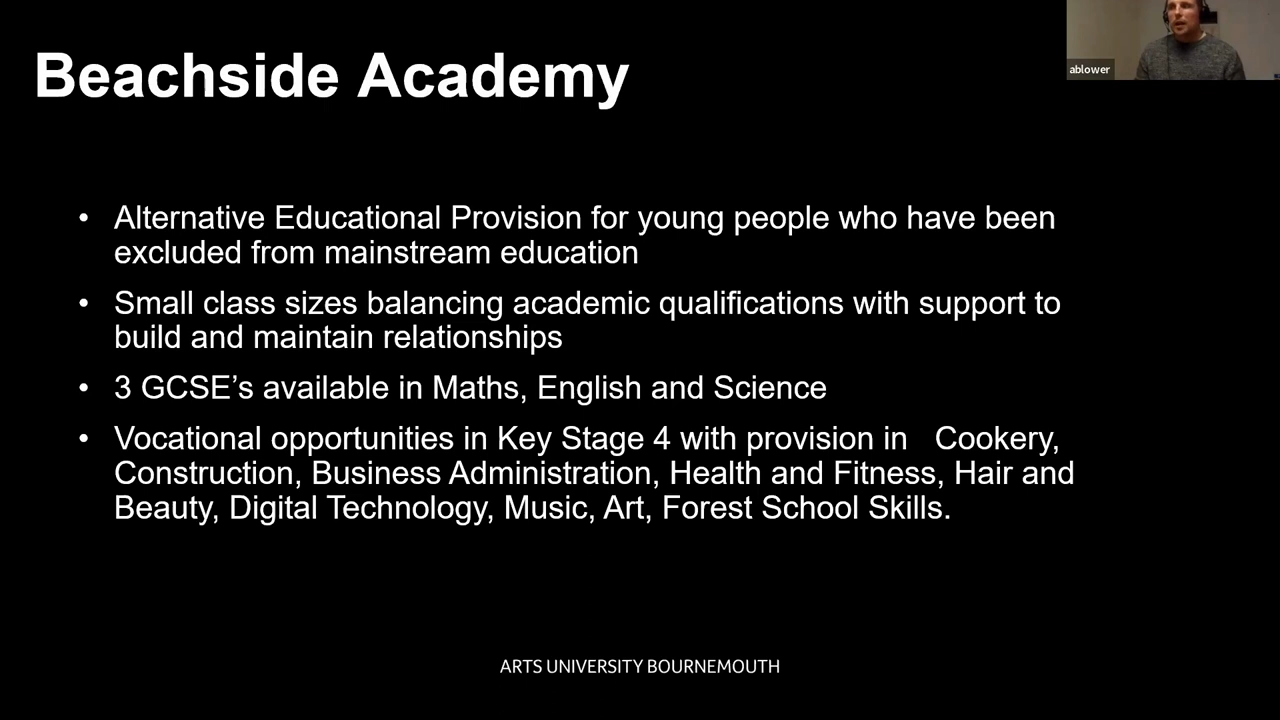 Beachside Academy
ablower
• Alternative Educational Provision for young people who have been
excluded from mainstream education
• Small class sizes balancing academic qualifications with support to
build and maintain relationships
• 3 GCSE’s available in Maths, English and Science
• Vocational opportunities in Key Stage 4 with provision in   Cookery,
Construction, Business Administration, Health and Fitness, Hair and
Beauty, Digital Technology, Music, Art, Forest School Skills.
ARTS UNIVERSITY BOURNEMOUTH